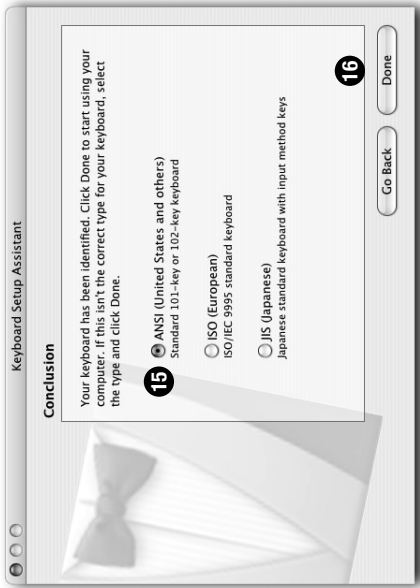 Keyboard Setup Assistant
Conclusion
Your keyboard has been identified. Click Done to start using your
computer. If this isn't the correct type for your keyboard, select
the type and click Done.
15
ANSI (United States and others)
Standard 101-key or 102-key keyboard
ISO (European)
ISO/IEC 9995 standard keyboard
JIS (Japanese)
Japanese standard keyboard with input method keys
16
Go Back
Done